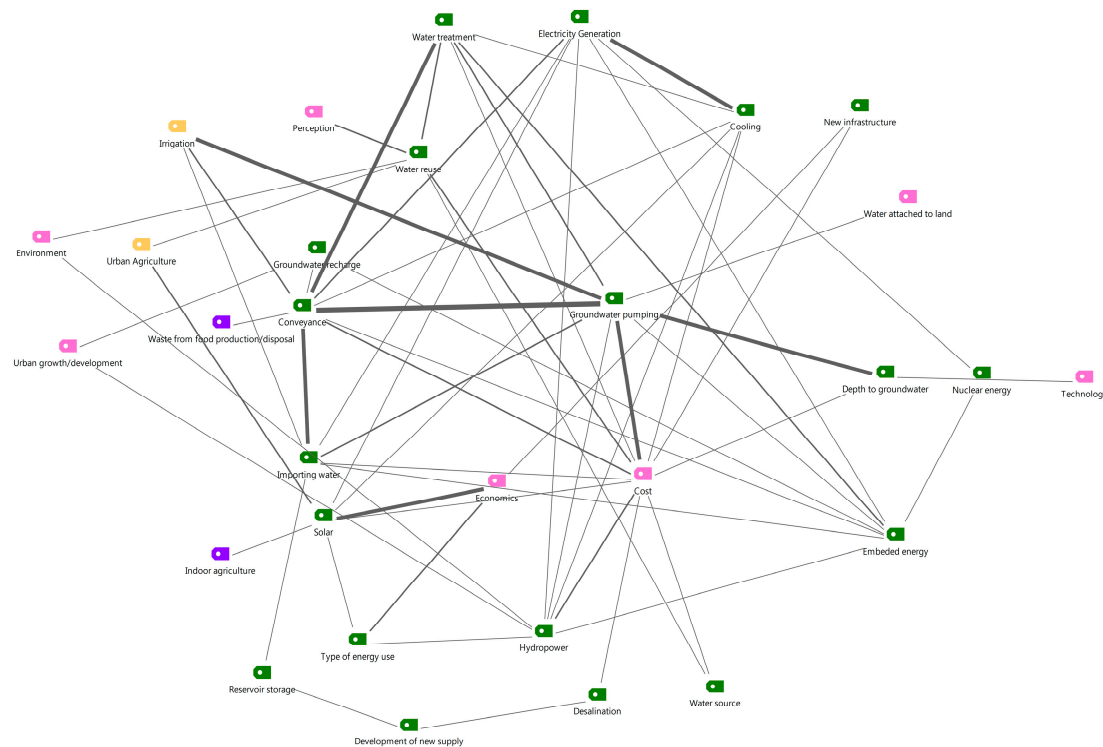 Electricity Generation
Water treatment
New infrastructure
Cooling
Perception
Irrigation
Water reuse
Water attached to land
Environment
Urban Agriculture
Groundwater recharge
Groundwater pumping
Conveyance
Waste from food production/disposal
Urban growth/development
Depth to groundwater
Nuclear energy
Technolog
Importing water
Cost
Economics
Solar
Embeded energy
Indoor agriculture
Hydropower
Type of energy use
Reservoir storage
Water source
Desalination
Development of new supply